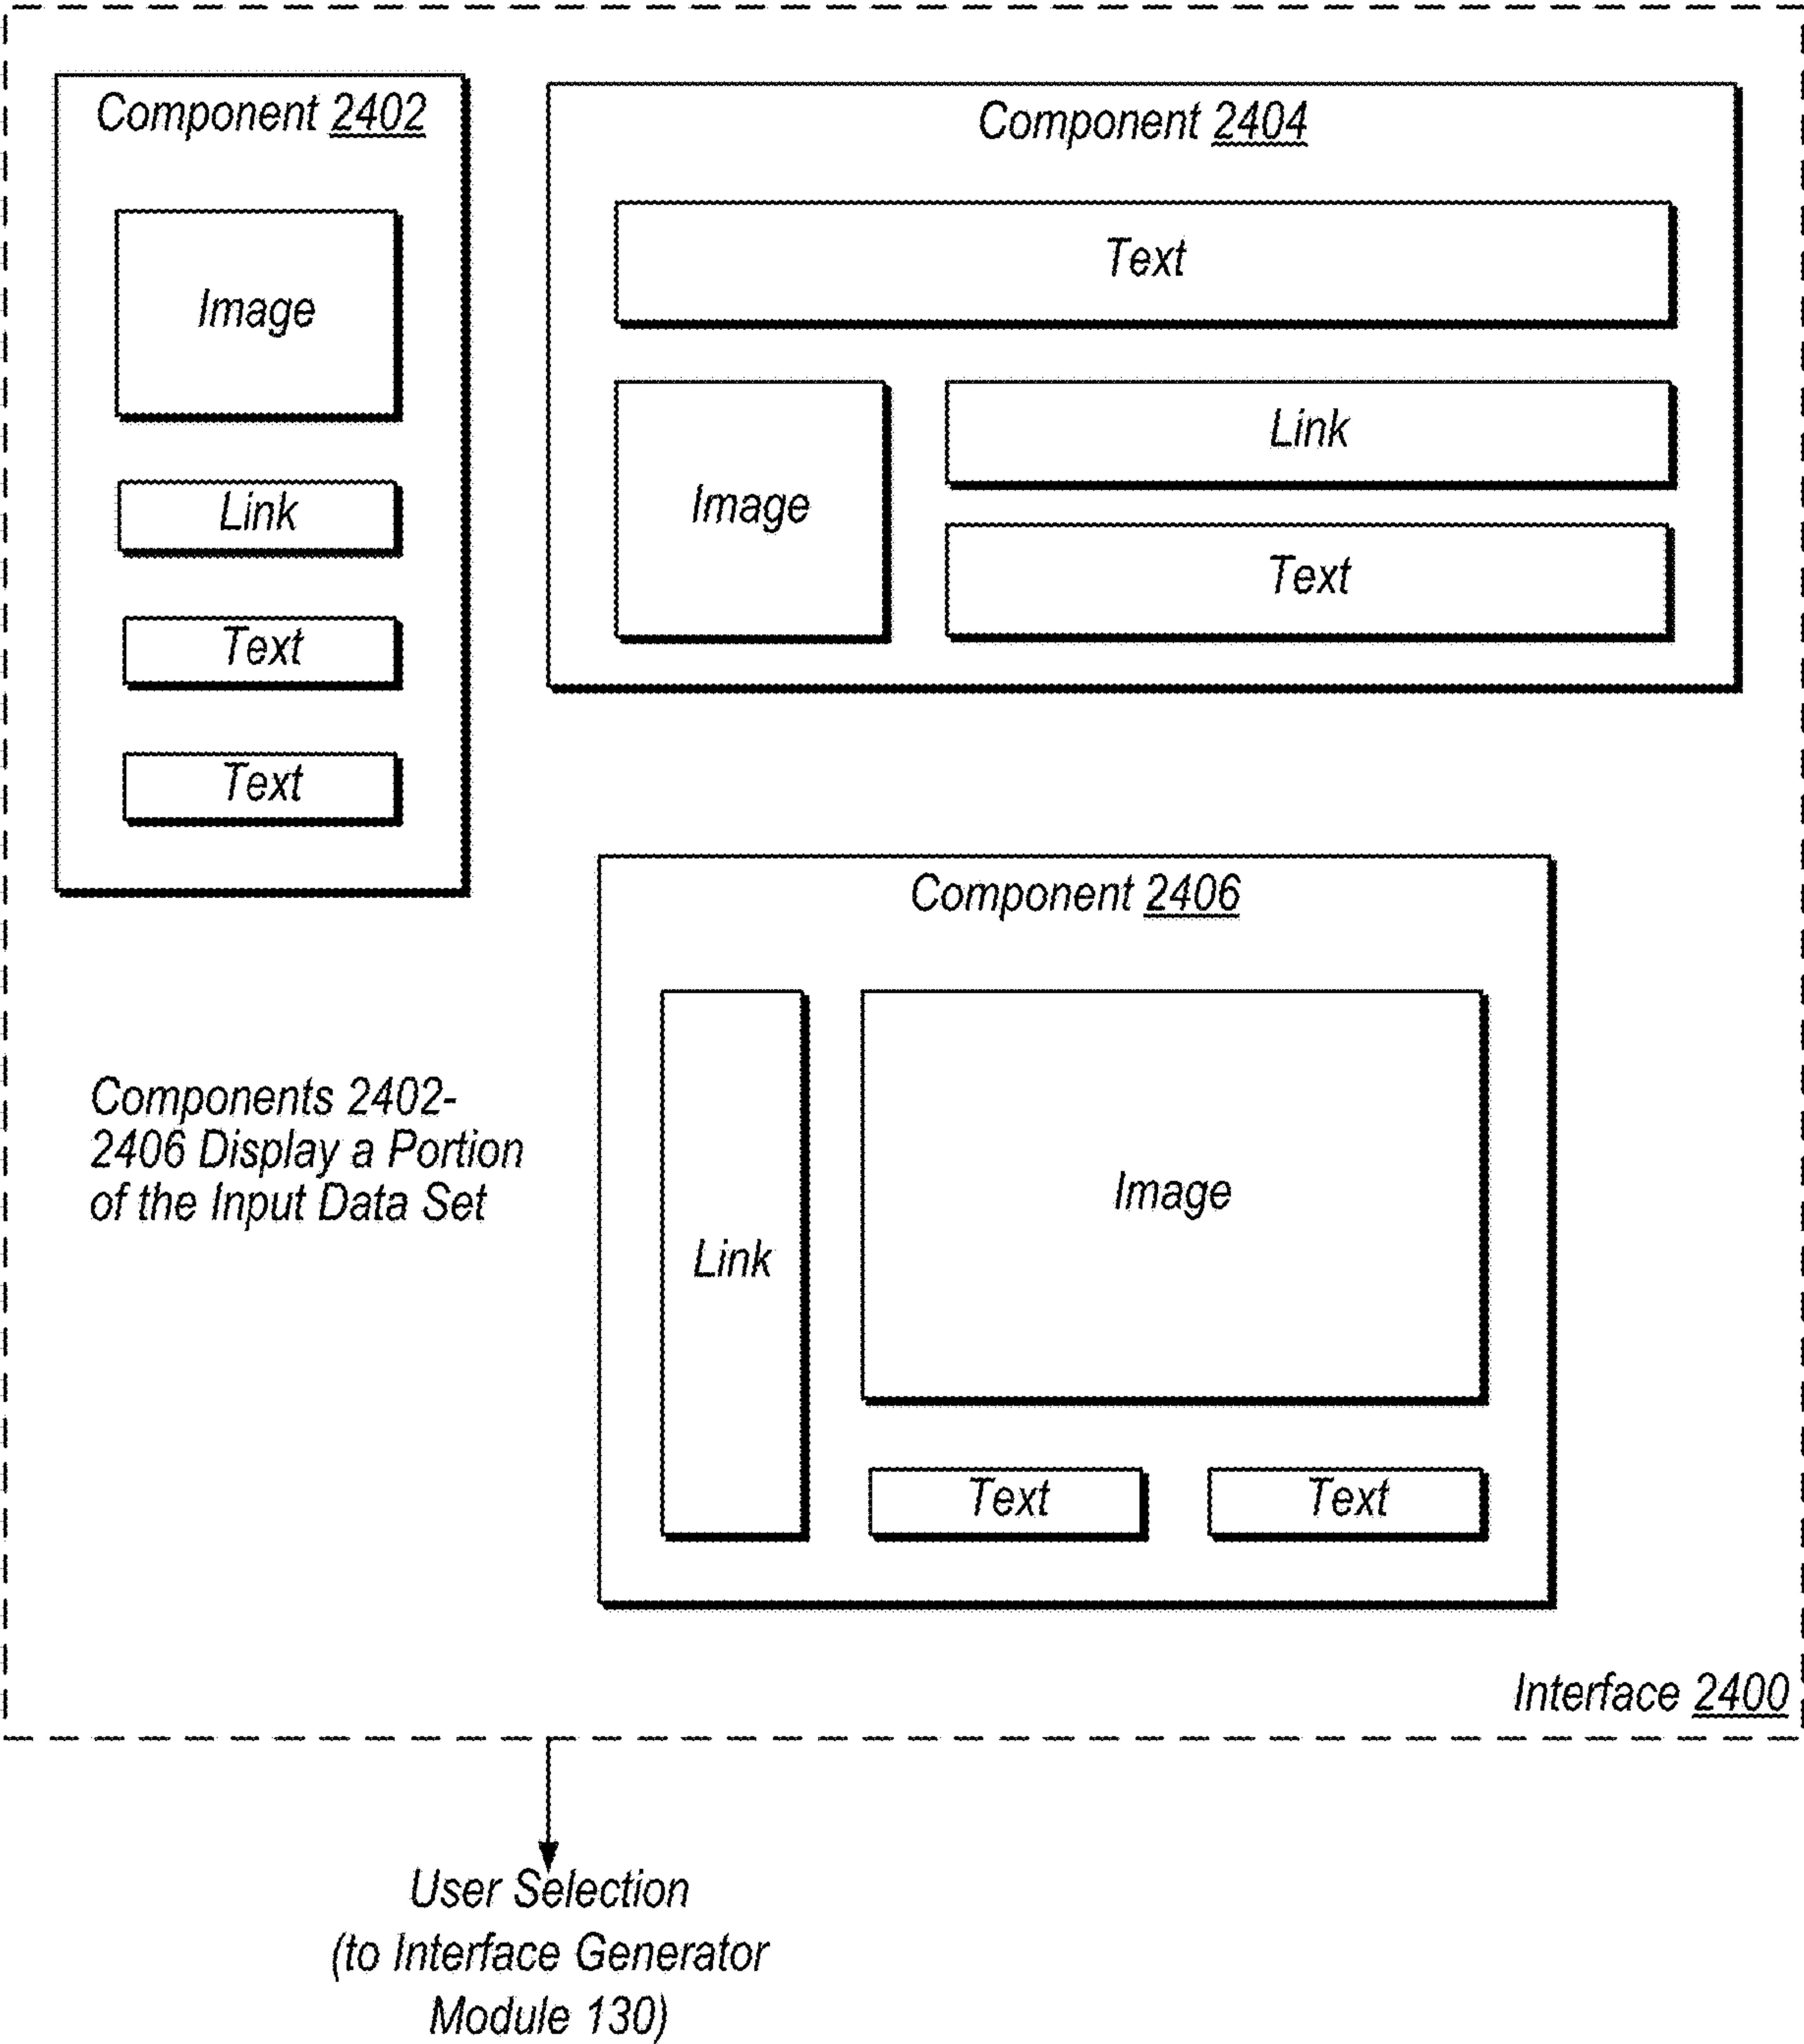 Component 2402
Image
Link
Text
Text
Component 2404
Text
Image
Link
Text
Components 2402-
2406 Display a Portion
of the Input Data Set
Component 2406
Link
Image
Text
Text
Interface 2400
User Selection
(to Interface Generator
Module 130)